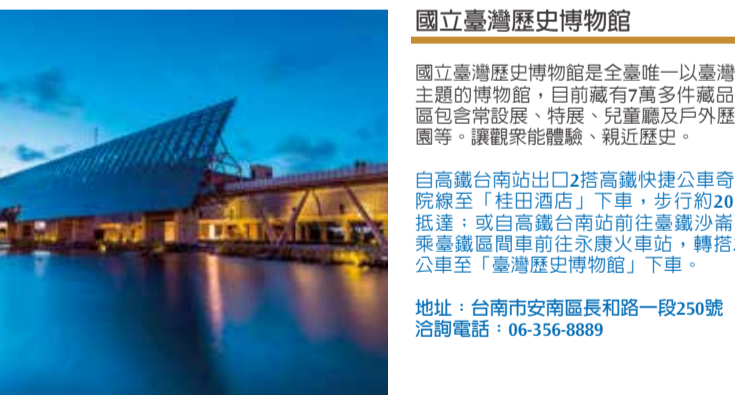 國立臺灣歷史博物館
國立臺灣歷史博物館是全臺唯一以臺灣
主題的博物館，目前藏有7萬多件藏品
區包含常設展、特展、兒童廳及戶外歷
園等。讓觀衆能體驗、親近歷史。
自高鐵台南站出口2搭高鐵快捷公車奇
院線至「桂田酒店」下車，步行約20
抵達；或自高鐵台南站前往臺鐵沙崙
乘臺鐵區間車前往永康火車站，轉搭
公車至「臺灣歷史博物館」下車。
地址：台南市安南區長和路一段250號
洽詢電話：06-356-8889